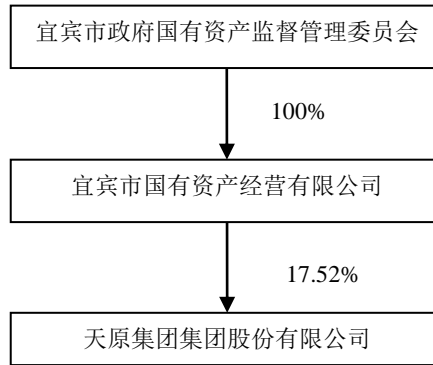 宜宾市政府国有资产监督管理委员会
100%
宜宾市国有资产经营有限公司
17.52%
天原集团集团股份有限公司